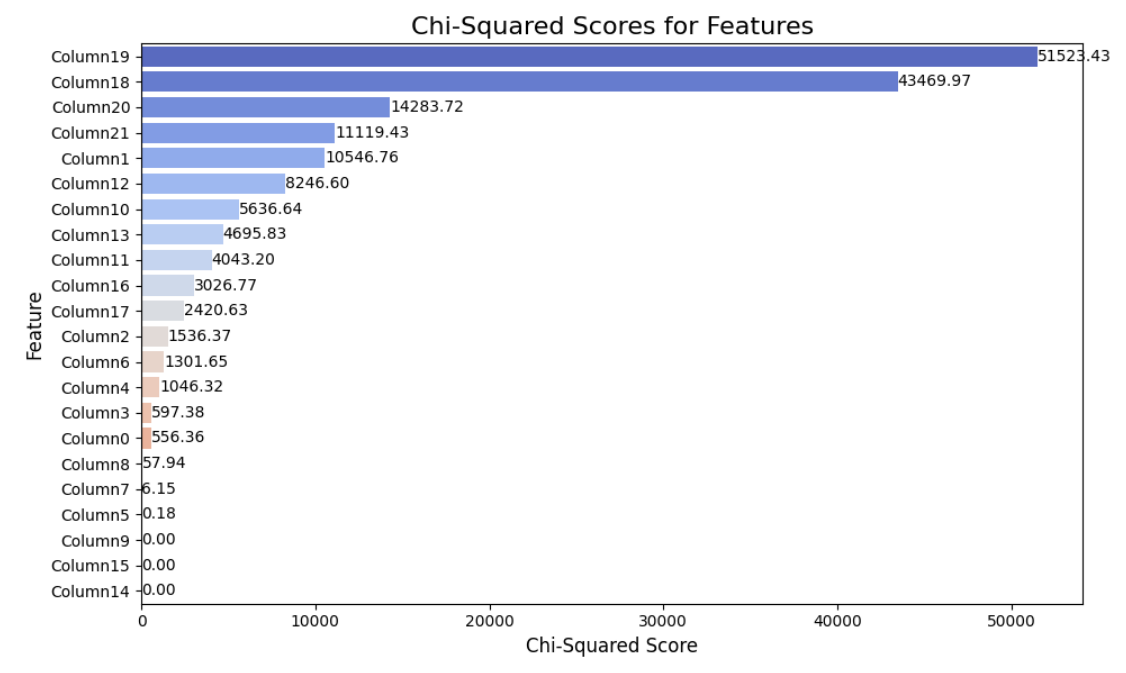 Chi-Squared Scores for Features
Column19 51523.43
Column18 43469.97
Column20 14283.72
Column21 11119.43
Column1 10546.76
Column12 8246.60
Column10 5636.64
Column13 4695.83
Column11 4043.20
Column16 3026.77
Column17 2420.63
Column2 1536.37
Column6 1301.65
Column4 1046.32
Column3 597.38
Column0 556.36
Column8 57.94
Column7 6.15
Column5 0.18
Column9 0.00
Column15 0.00
Column14 0.00
Feature
0 10000 20000 30000 40000 50000
Chi-Squared Score